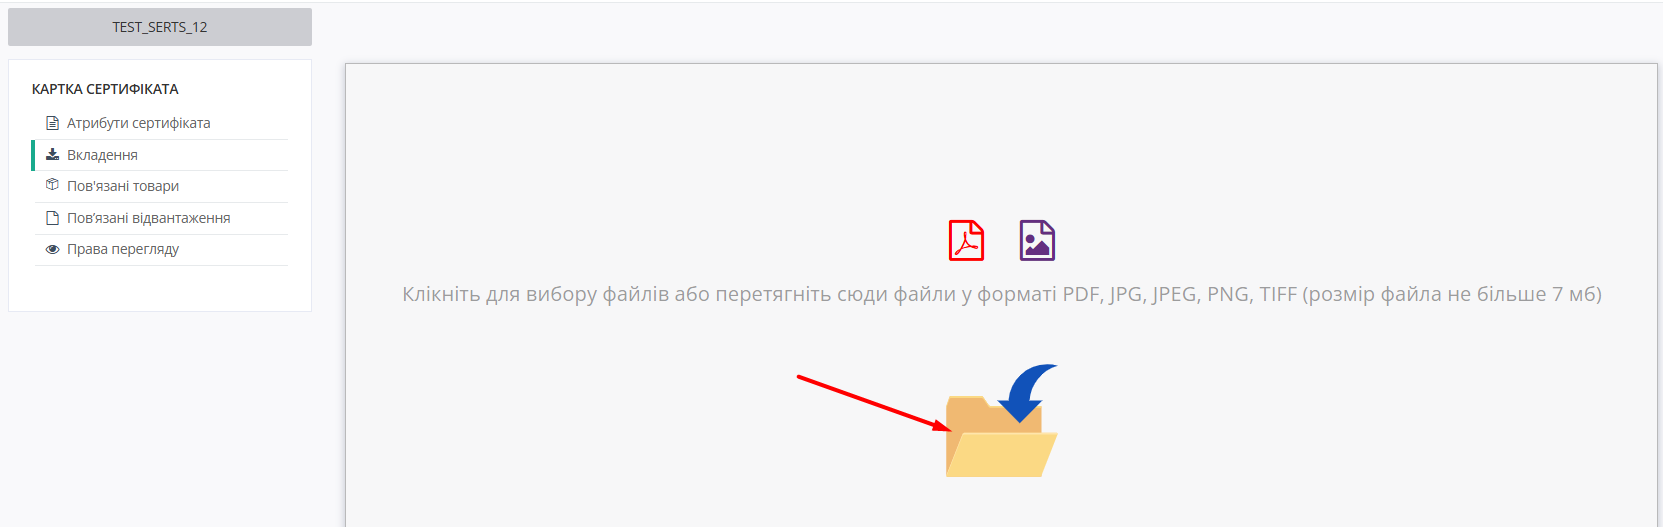 TEST_SERTS_12
КАРТКА СЕРТИФІКАТА
Атрибути сертифіката
Вкладення
Пов'язані товари
Пов’язані відвантаження
Права перегляду
Клікніть для вибору файлів або перетягніть сюди файли у форматі PDF, JPG, JPEG, PNG, TIFF (розмір файла не більше 7 мб)